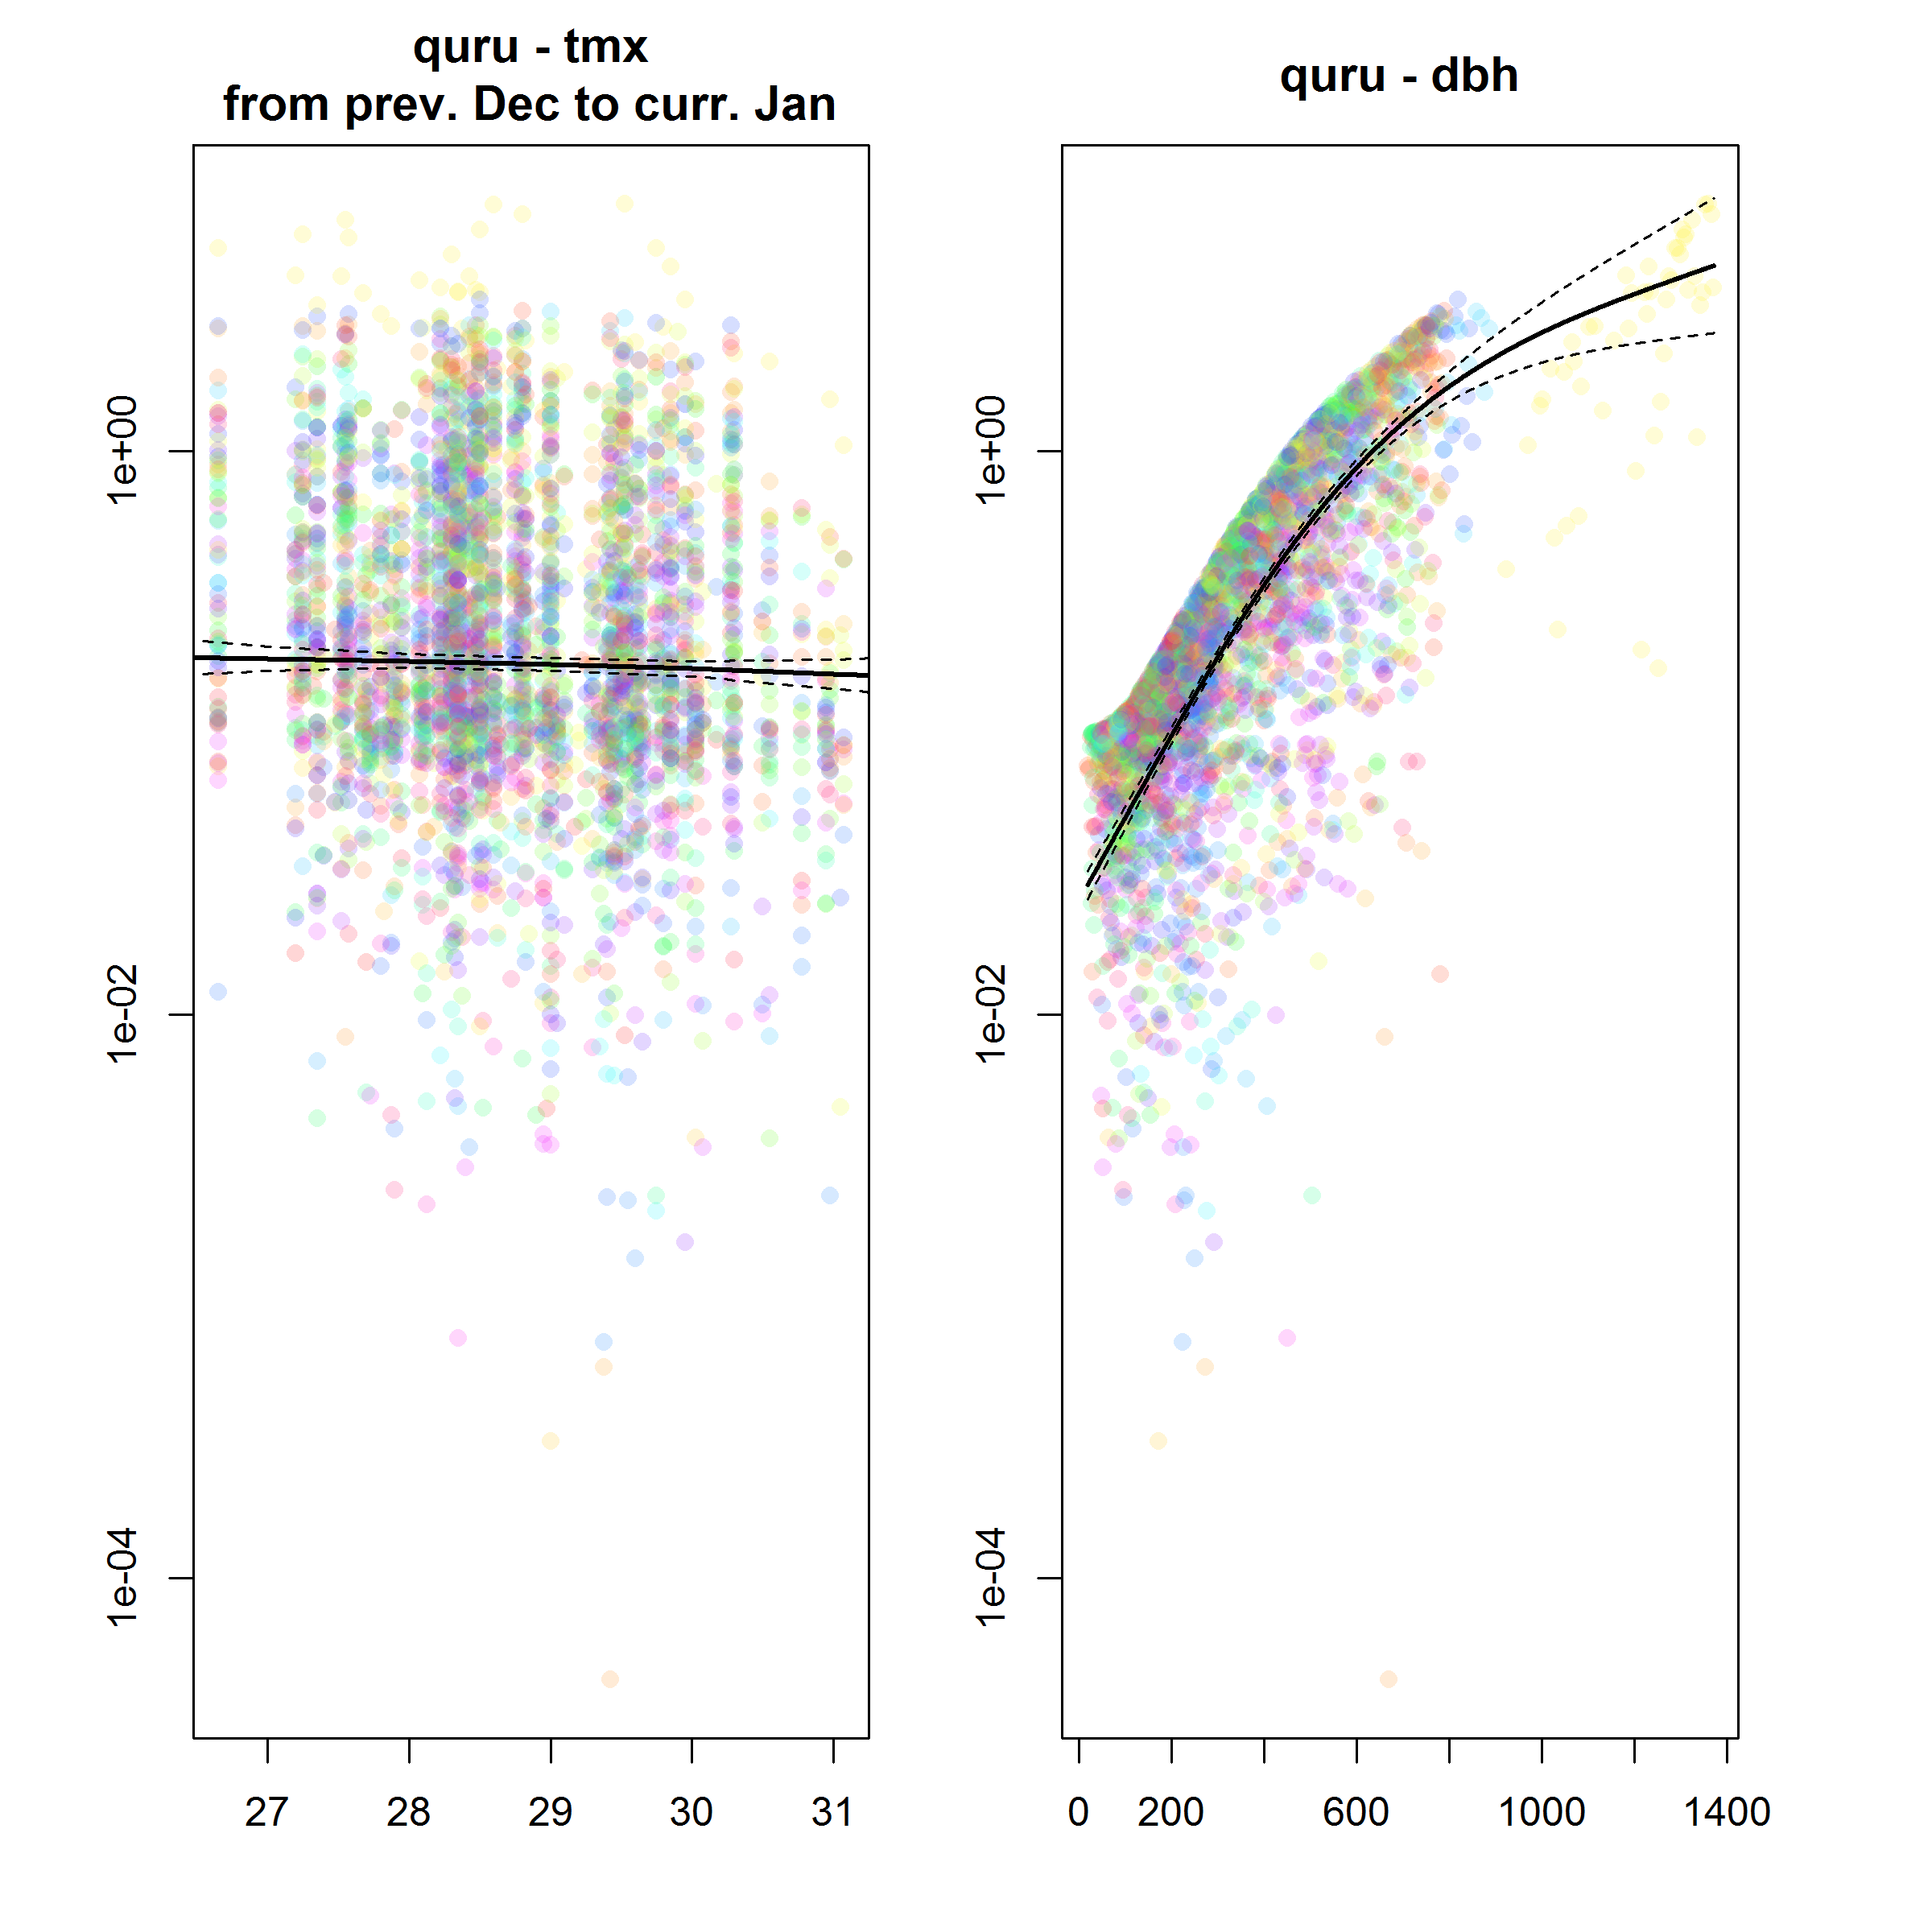 quru - tmx
from prev. Dec to curr. Jan
1e+00
1e-02
1e-04
27 28 29 30 31
quru - dbh
1e+00
1e-02
1e-04
0 200 600 1000 1400